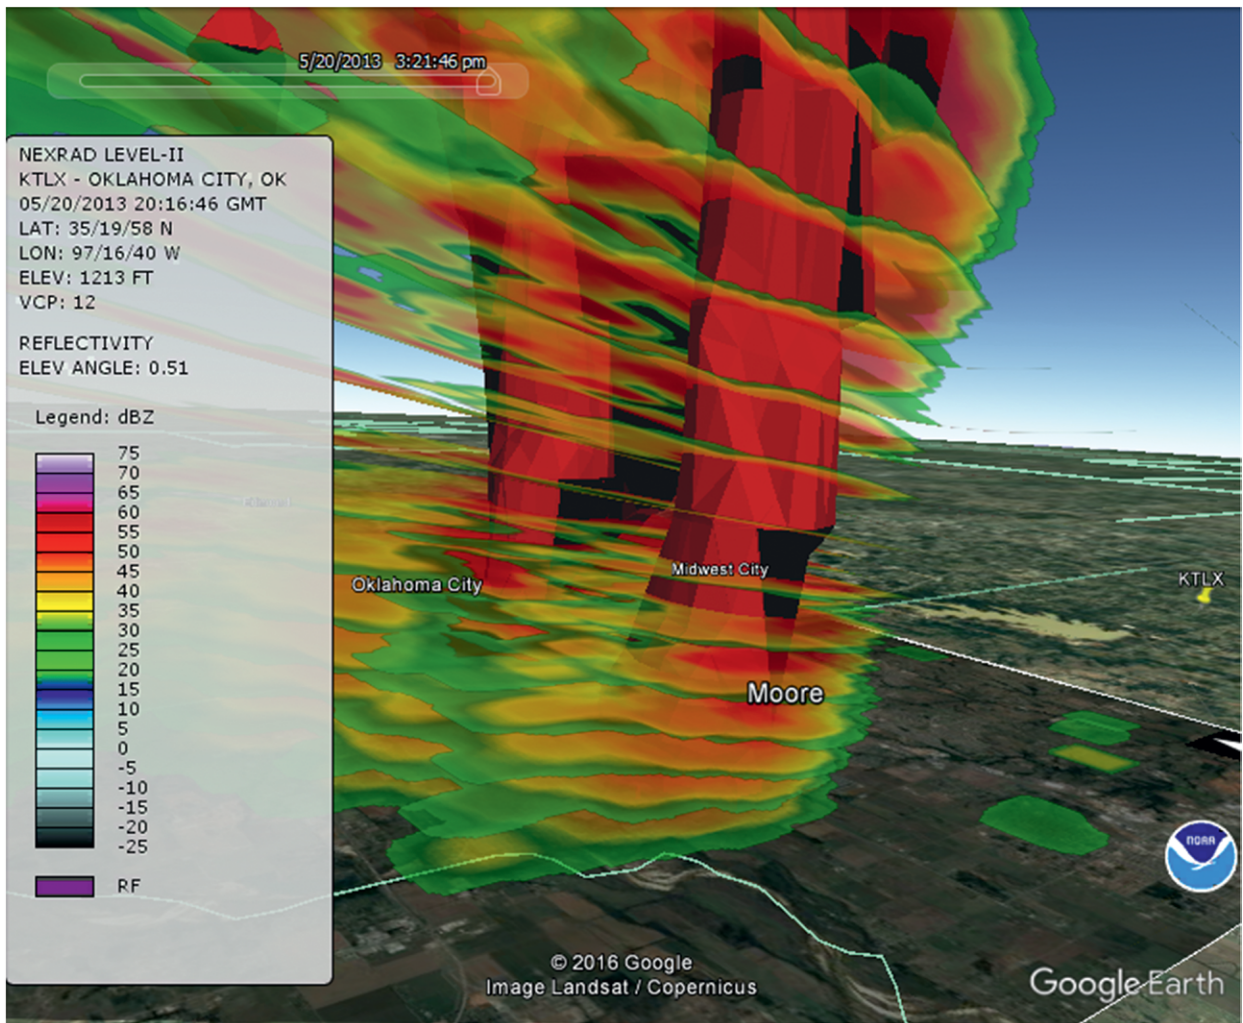 5/20/2013 3:21:46 pm
NEXRAD LEVEL-II
KTLX - OKLAHOMA CITY, OK
05/20/2013 20:16:46 GMT
LAT: 35/19/58 N
LON: 97/16/40 W
ELEV: 1213 FT
VCP: 12
REFLECTIVITY
ELEV ANGLE: 0.51
Legend: dBZ
75
70
65
60
55
50
45
40
35
30
25
20
15
10
5
0
-5
-10
-15
-20
-25
RF
Midwest City
Oklahoma City
KTLX
Moore
NOAA
© 2016 Google
Image Landsat / Copernicus
Google Earth